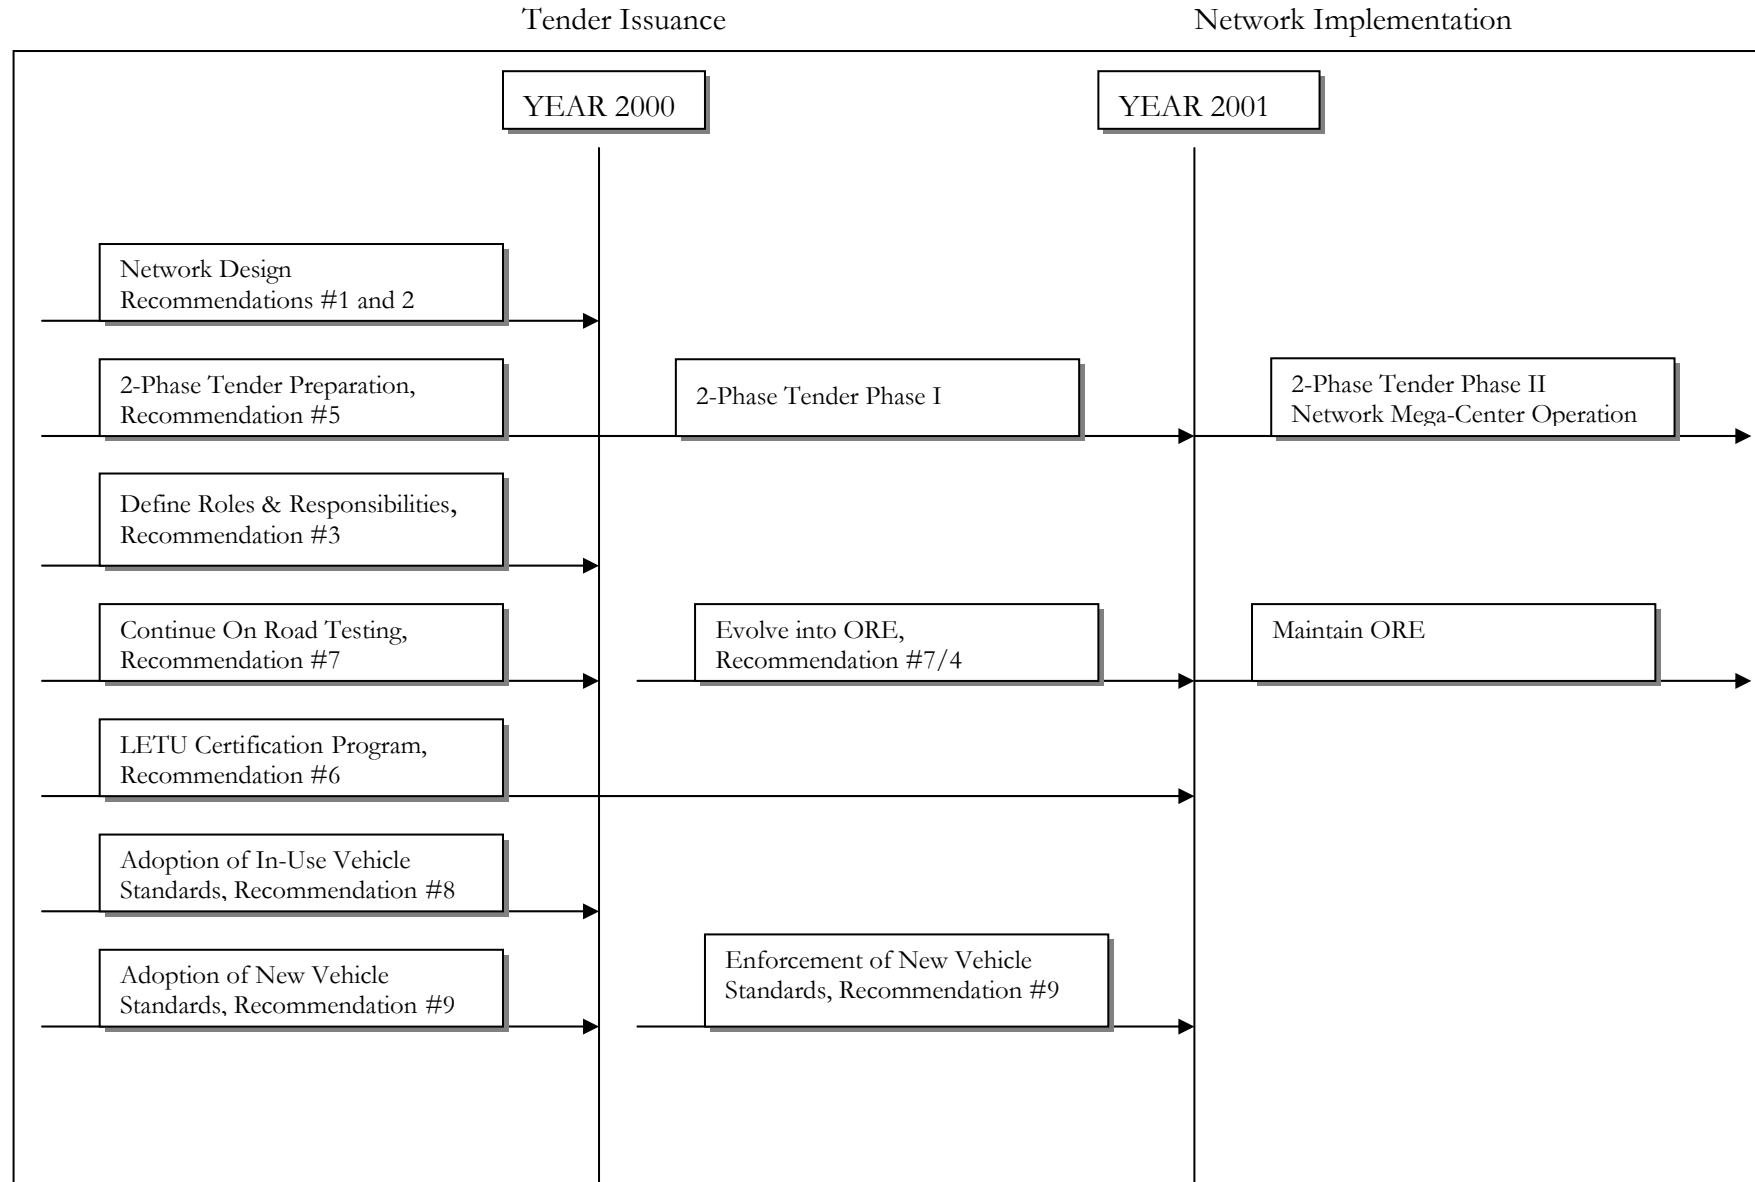 Tender Issuance
Network Implementation
YEAR 2000
YEAR 2001
Network Design
Recommendations #1 and 2
2-Phase Tender Preparation,
Recommendation #5
2-Phase Tender Phase I
2-Phase Tender Phase II
Network Mega-Center Operation
Define Roles & Responsibilities,
Recommendation #3
Continue On Road Testing,
Recommendation #7
Evolve into ORE,
Recommendation #7/4
Maintain ORE
LETU Certification Program,
Recommendation #6
Adoption of In-Use Vehicle
Standards, Recommendation #8
Adoption of New Vehicle
Standards, Recommendation #9
Enforcement of New Vehicle
Standards, Recommendation #9